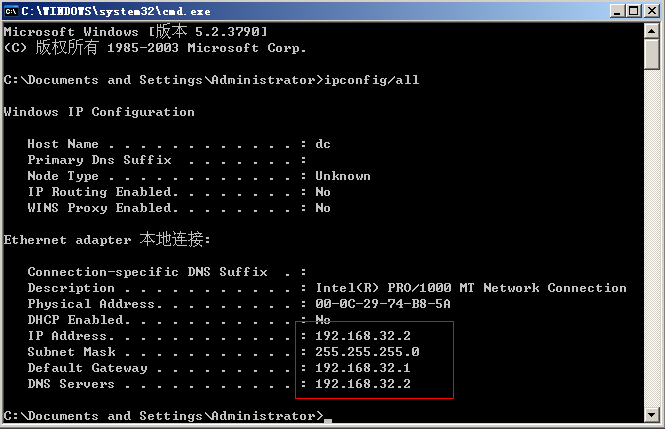 C:\WINDOWS\system32\cmd.exe
Microsoft Windows [版本 5.2.3790]
(C) 版权所有 1985-2003 Microsoft Corp.
C:\Documents and Settings\Administrator>ipconfig/all
Windows IP Configuration
Host Name . . . . . . . . . . . . : dc
Primary Dns Suffix . . . . . . . :
Node Type . . . . . . . . . . . . : Unknown
IP Routing Enabled. . . . . . . . : No
WINS Proxy Enabled. . . . . . . . : No
Ethernet adapter 本地连接:
Connection-specific DNS Suffix . :
Description . . . . . . . . . . . : Intel(R) PRO/1000 MT Network Connection
Physical Address. . . . . . . . . : 00-0C-29-74-B8-5A
DHCP Enabled. . . . . . . . . . . : No
IP Address. . . . . . . . . . . . : 192.168.32.2
Subnet Mask . . . . . . . . . . . : 255.255.255.0
Default Gateway . . . . . . . . . : 192.168.32.1
DNS Servers . . . . . . . . . . . : 192.168.32.2
C:\Documents and Settings\Administrator>_